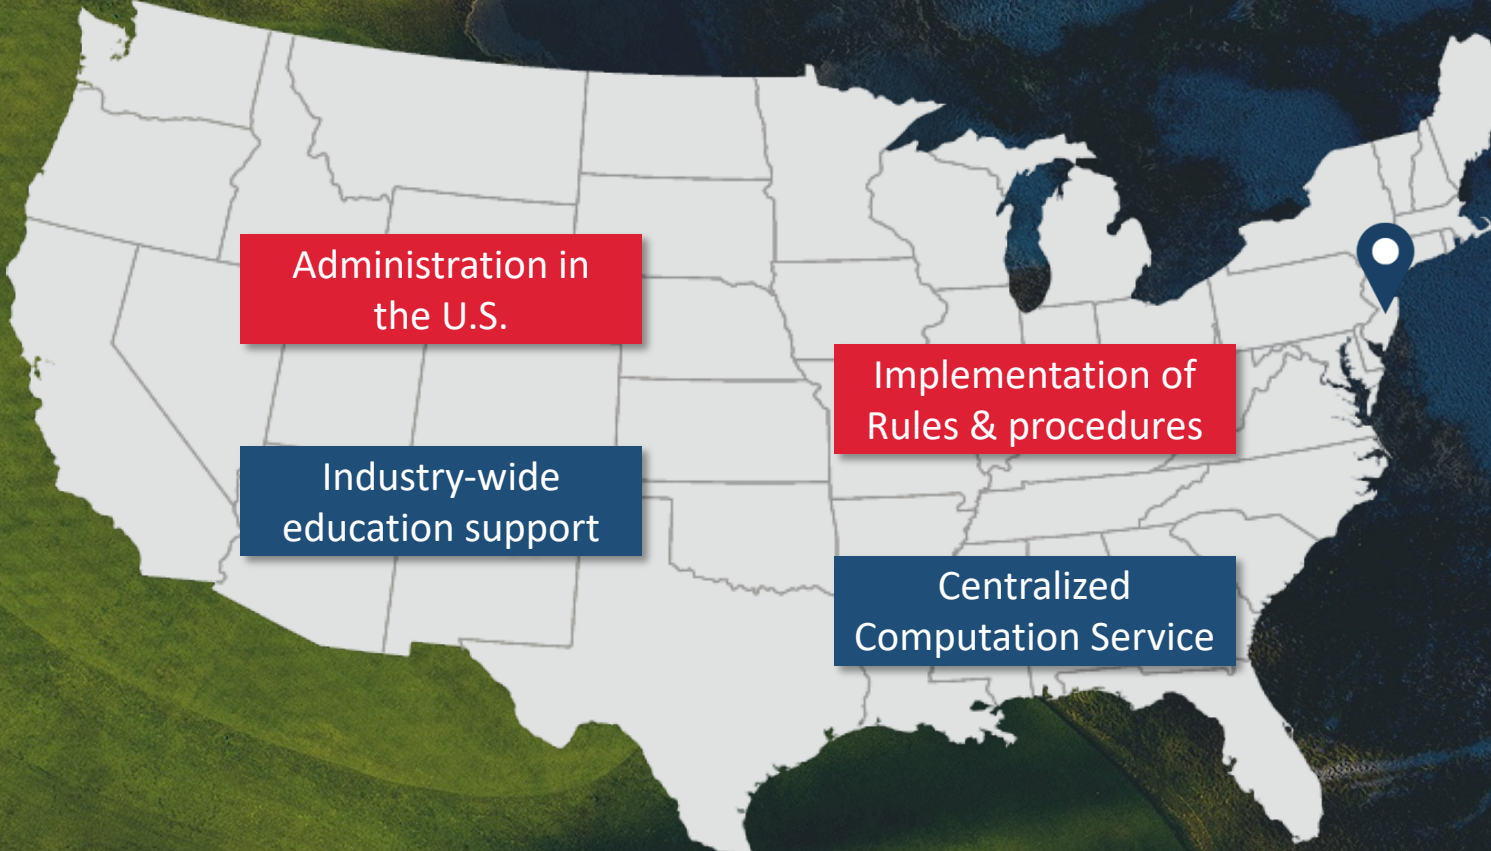 Administration in
the U.S.
Implementation of
Rules & procedures
Industry-wide
education support
Centralized
Computation Service